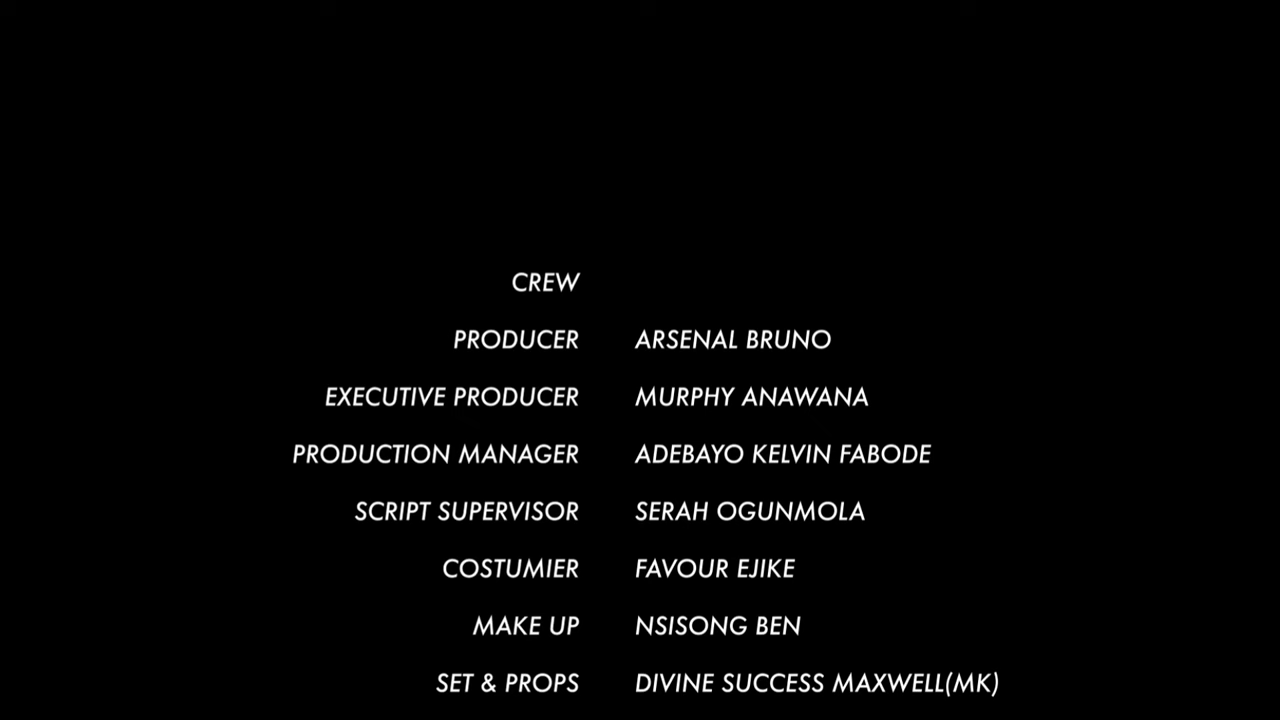 CREW
PRODUCER ARSENAL BRUNO
EXECUTIVE PRODUCER MURPHY ANAWANA
PRODUCTION MANAGER ADEBAYO KELVIN FABODE
SCRIPT SUPERVISOR SERAH OGUNMOLA
COSTUMIER FAVOUR EJIKE
MAKE UP NSISONG BEN
SET & PROPS DIVINE SUCCESS MAXWELL(MK)